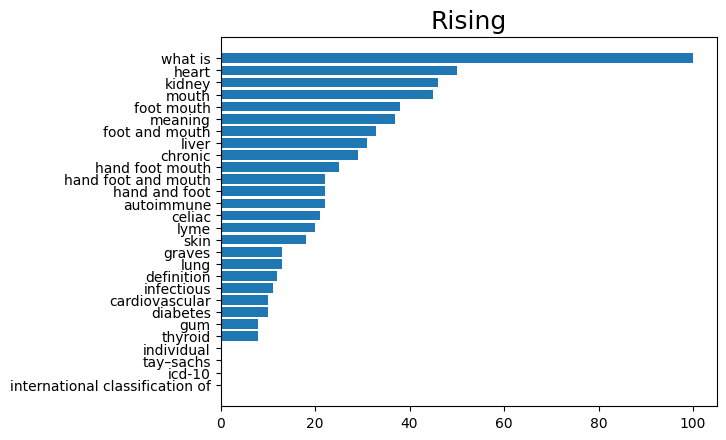 Rising
what is
heart
kidney
mouth
foot mouth
meaning
foot and mouth
liver
chronic
hand foot mouth
hand foot and mouth
hand and foot
autoimmune
celiac
lyme
skin
graves
lung
definition
infectious
cardiovascular
diabetes
gum
thyroid
individual
tay–sachs
icd-10
international classification of
0 20 40 60 80 100